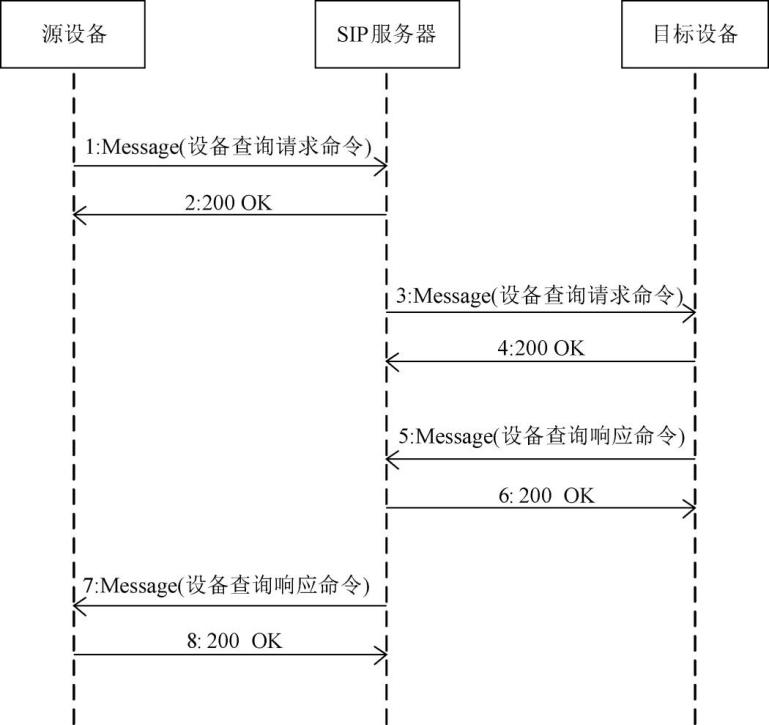 源设备
SIP服务器
目标设备
1:Message(设备查询请求命令)
2:200 OK
3:Message(设备查询请求命令)
4:200 OK
5:Message(设备查询响应命令)
6: 200  OK
7:Message(设备查询响应命令)
8: 200  OK